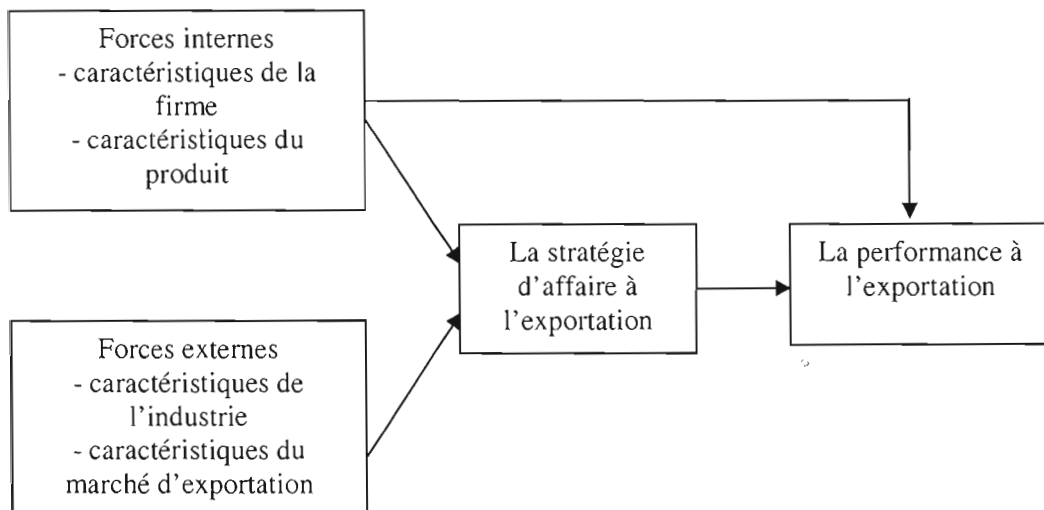 Forces internes
- caractéristiques de la
firme
- caractéristiques du
produit
La stratégie
d'affaire à
l'exportation
La performance à
l'exportation
Forces externes
- caractéristiques de
l'industrie
- caractéristiques du
marché d'exportation